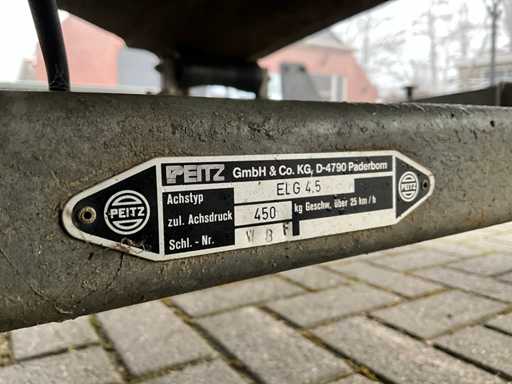 PEITZ GmbH & Co. KG, D-4790 Paderborn
Achstyp ELG 4.5
zul. Achsdruck 450 kg Geschw. über 25 km / h
Schl. - Nr. W B F
PEITZ
PEITZ